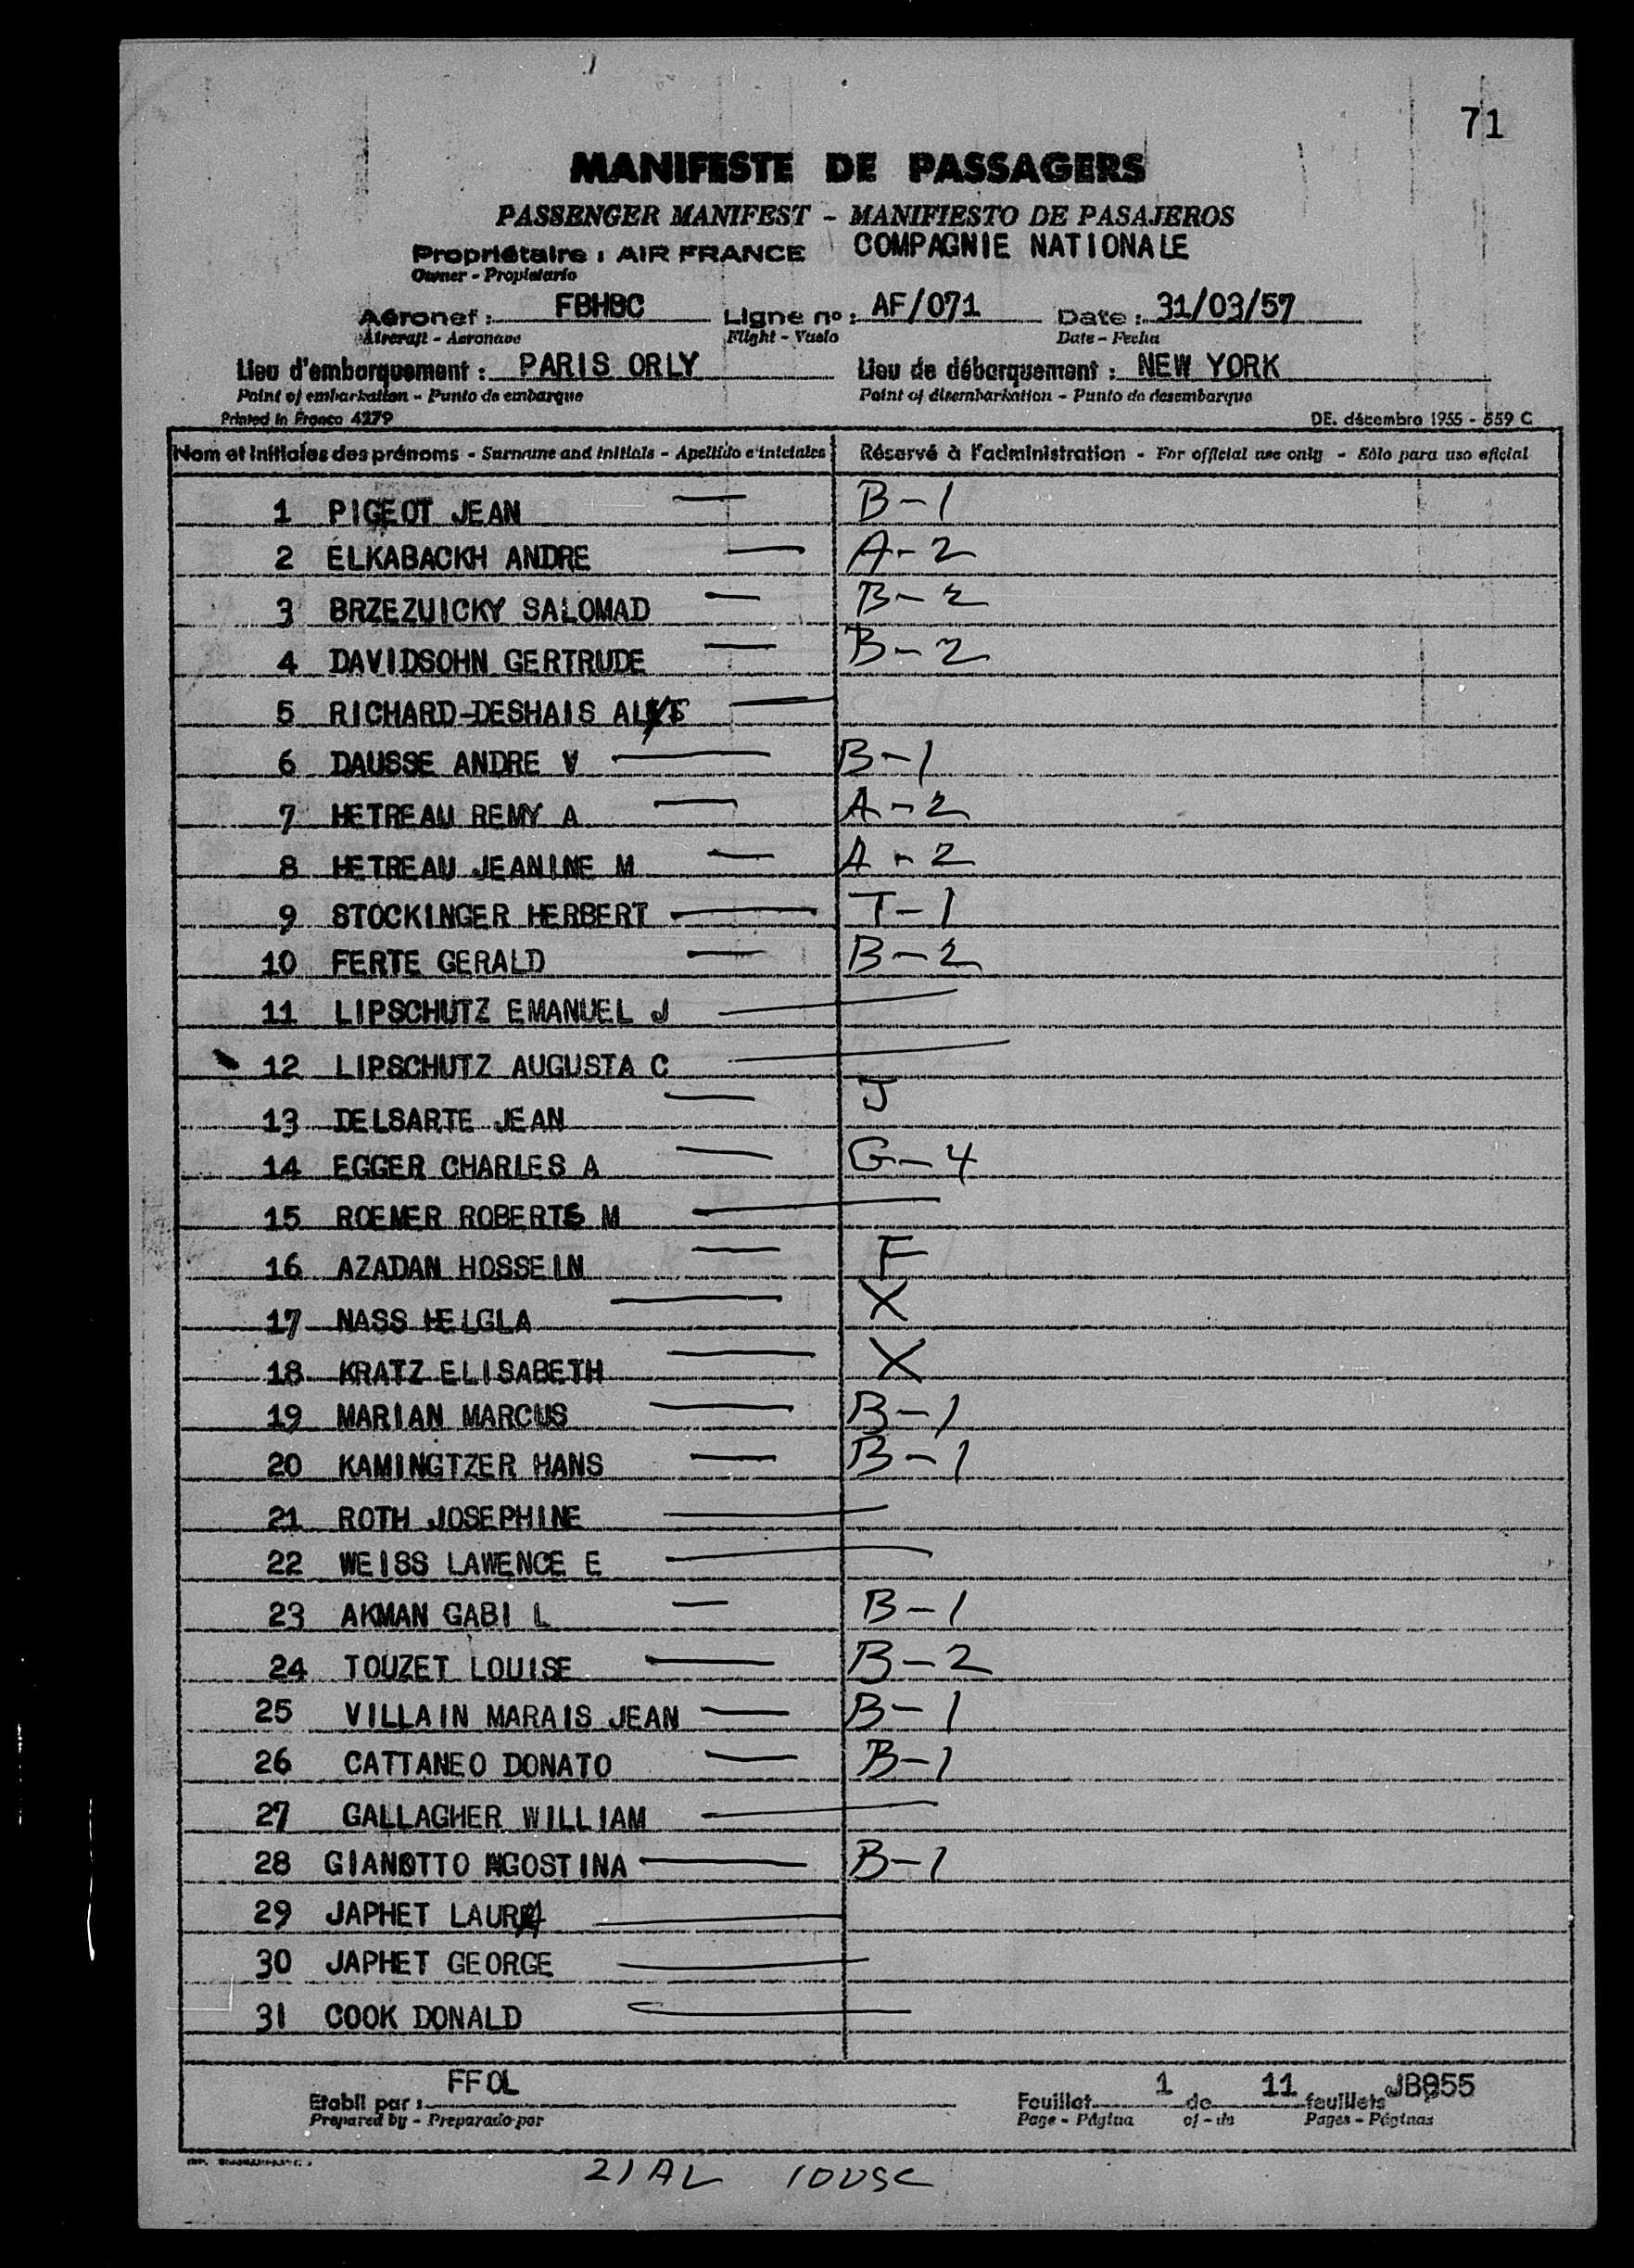 71
MANIFESTE DE PASSAGERS
PASSENGER MANIFEST - MANIFIESTO DE PASAJEROS
Propriétaire : AIR FRANCE COMPAGNIE NATIONALE
Owner - Propietario
Aéronef : FBHBC Ligne no : AF/071 Date : 31/03/57
Aircraft - Aeronave Flight - Vuelo Date - Fecha
Lieu d'embarquement : PARIS ORLY Lieu de débarquement : NEW YORK
Point of embarkation - Punto de embarque Point of disembarkation - Punto de desembarque
Printed in France 4279 DE. décembre 1955 - 559 C
Nom et initiales des prénoms - Surname and initials - Apellido e iniciales Réservé à l'administration - For official use only - Sólo para uso oficial
1 PIGEOT JEAN — B-1
2 ELKABACKH ANDRE — A-2
3 BRZEZUICKY SALOMAD — B-2
4 DAVIDSOHN GERTRUDE — B-2
5 RICHARD-DESHAIS —
6 DAUSSE ANDRE V — B-1
7 HETREAU REMY A — A-2
8 HETREAU JEANINE M — A-2
9 STOCKINGER HERBERT — T-1
10 FERTE GERALD — B-2
11 LIPSCHUTZ EMANUEL J —
12 LIPSCHUTZ AUGUSTA C —
13 DELSARTE JEAN — J
14 EGGER CHARLES A — G-4
15 ROEMER ROBERTS M —
16 AZADAN HOSSEIN — F
17 NASS HELGLA — X
18 KRATZ ELISABETH — X
19 MARIAN MARCUS — B-1
20 KAMINGTZER HANS — B-1
21 ROTH JOSEPHINE —
22 WEISS LAWENCE E —
23 AKMAN GABI L — B-1
24 TOUZET LOUISE — B-2
25 VILLAIN MARAIS JEAN — B-1
26 CATTANEO DONATO — B-1
27 GALLAGHER WILLIAM —
28 GIANOTTO AGOSTINA — B-1
29 JAPHET LAURA —
30 JAPHET GEORGE —
31 COOK DONALD —
Etabli par : FFOL Feuillet 1 de 11 feuillets JB055
Prepared by - Preparado por Page - Página of - de Pages - Páginas
21 AL 10 USC